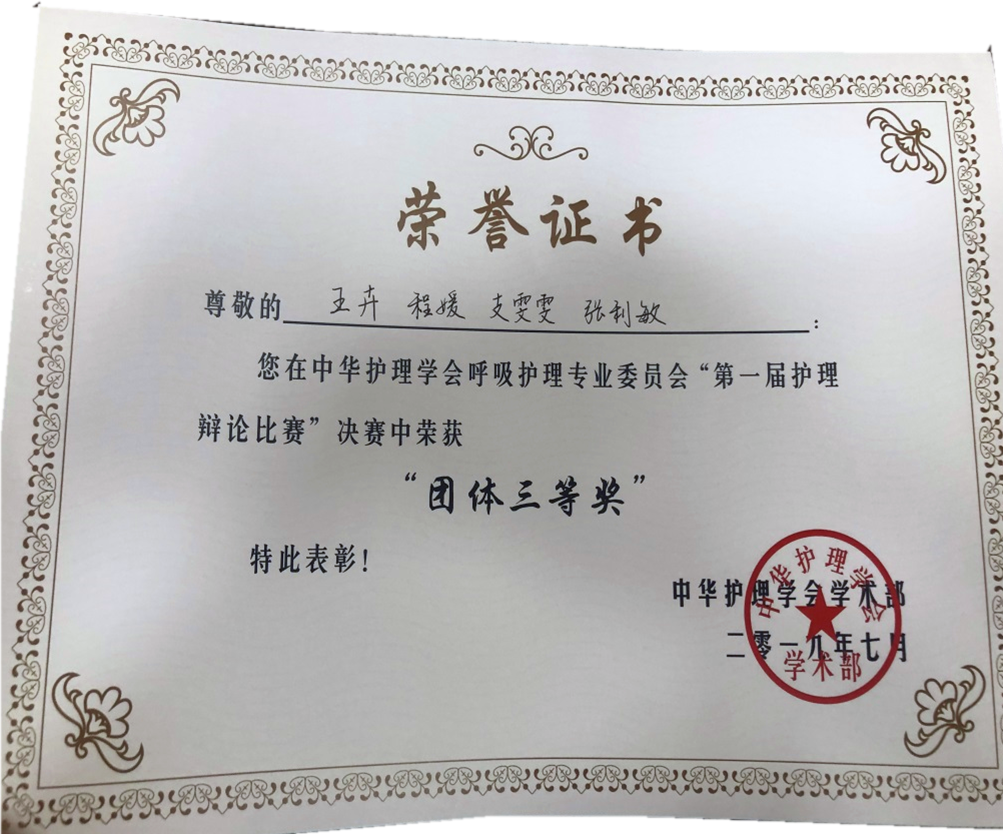 荣誉证书
尊敬的 王卉 程媛 支雯雯 张利敏 :
您在中华护理学会呼吸护理专业委员会“第一届护理
辩论比赛”决赛中荣获
“团体三等奖”
特此表彰!
中华护理学会学术部
二零一九年七月
中华护理学会
学术部